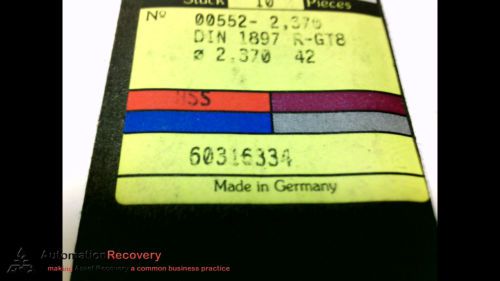 Stück 10 Pieces
Nº 00552- 2,370
DIN 1897 R-GT8
ø 2,370 42
HSS
60316334
Made in Germany
AutomationRecovery
making Asset Recovery a common business practice